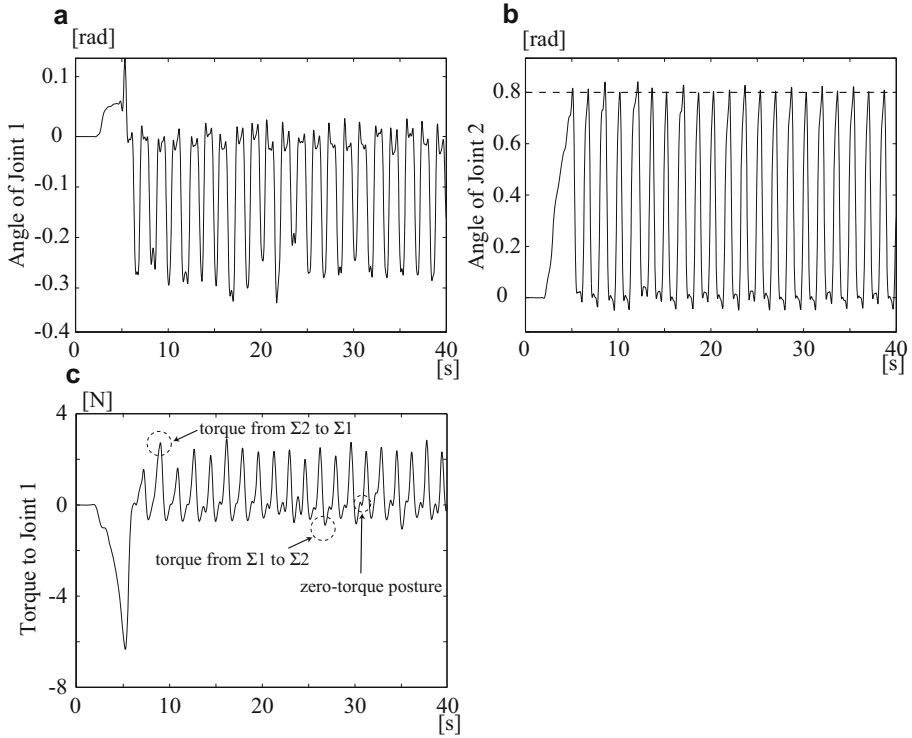 a
[rad]
0.1
0
-0.1
-0.2
-0.3
-0.4
Angle of Joint 1
0 10 20 30 40
[s]
b
[rad]
0.8
0.6
0.4
0.2
0
Angle of Joint 2
0 10 20 30 40
[s]
c
[N]
4
0
-4
-8
Torque to Joint 1
torque from Σ2 to Σ1
torque from Σ1 to Σ2
zero-torque posture
0 10 20 30 40
[s]